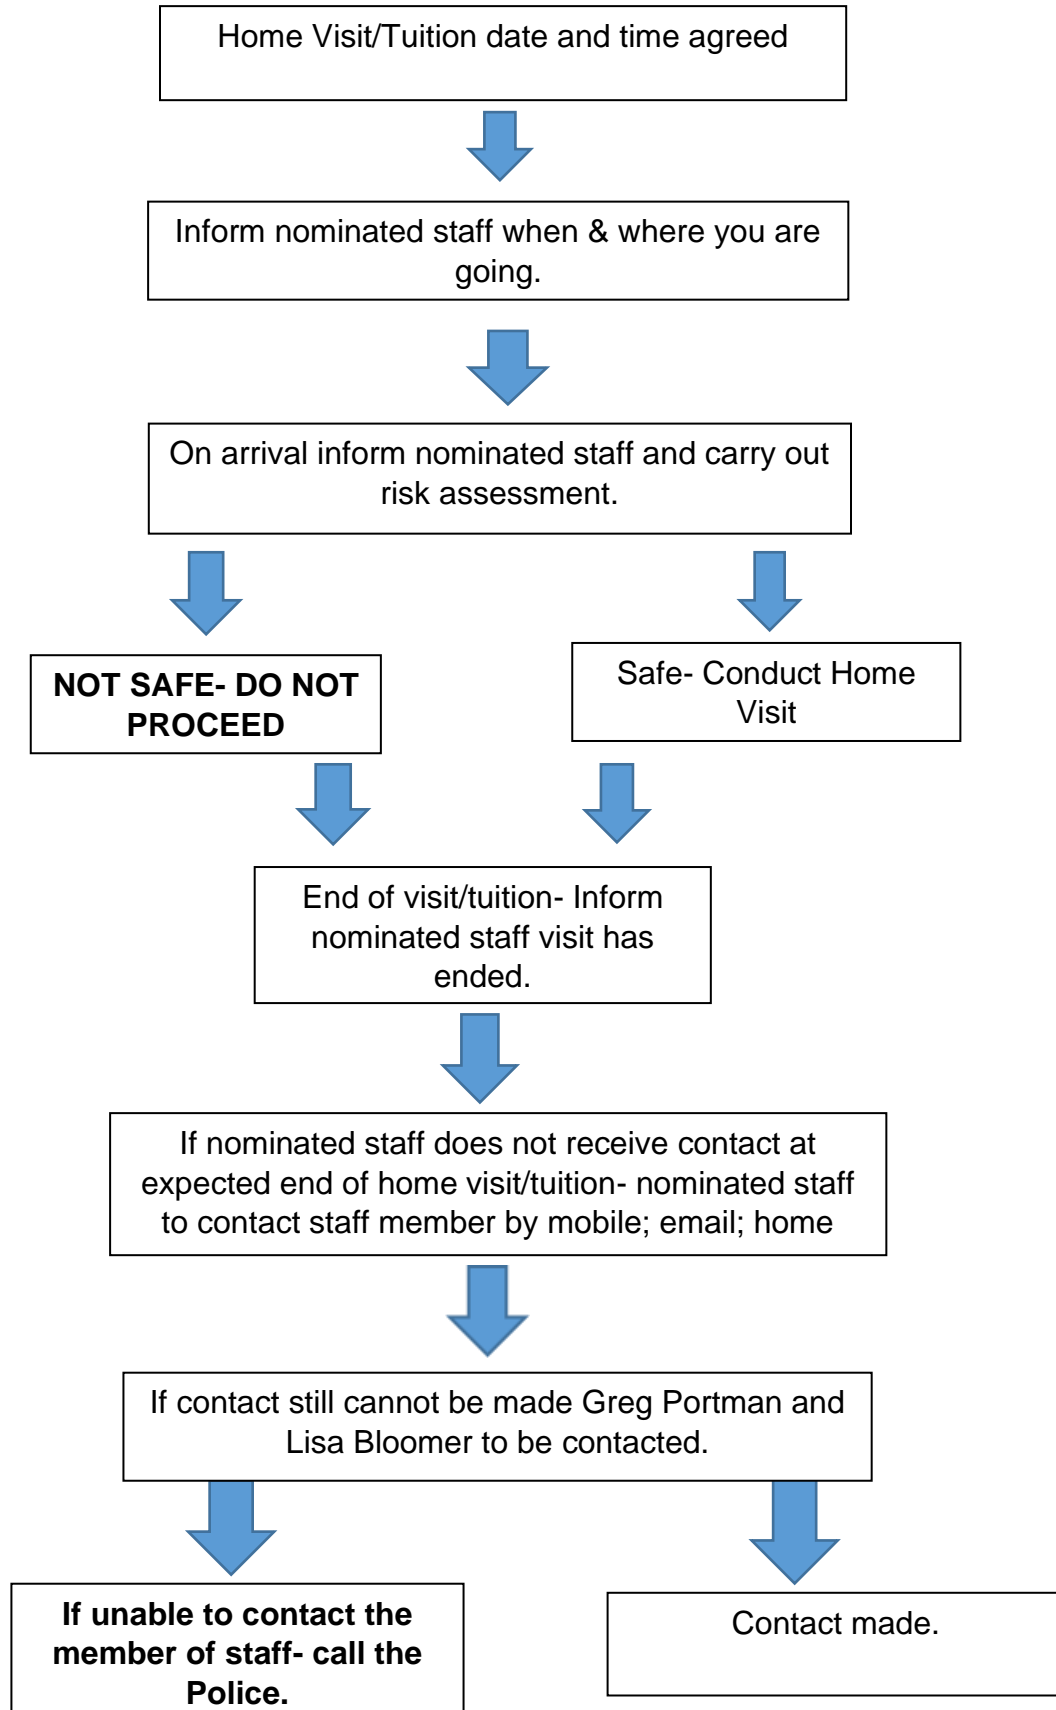 Home Visit/Tuition date and time agreed
Inform nominated staff when & where you are
going.
On arrival inform nominated staff and carry out
risk assessment.
NOT SAFE- DO NOT
PROCEED
Safe- Conduct Home
Visit
End of visit/tuition- Inform
nominated staff visit has
ended.
If nominated staff does not receive contact at
expected end of home visit/tuition- nominated staff
to contact staff member by mobile; email; home
If contact still cannot be made Greg Portman and
Lisa Bloomer to be contacted.
If unable to contact the
member of staff- call the
Police.
Contact made.